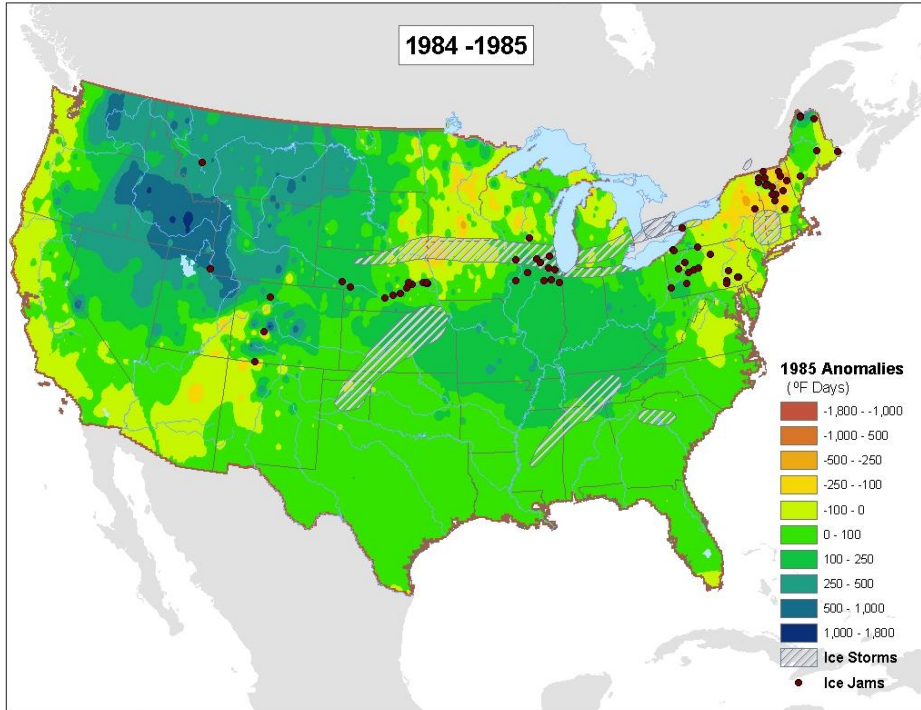 1984 -1985
1985 Anomalies
(ºF Days)
-1,800 - -1,000
-1,000 - 500
-500 - -250
-250 - -100
-100 - 0
0 - 100
100 - 250
250 - 500
500 - 1,000
1,000 - 1,800
Ice Storms
Ice Jams